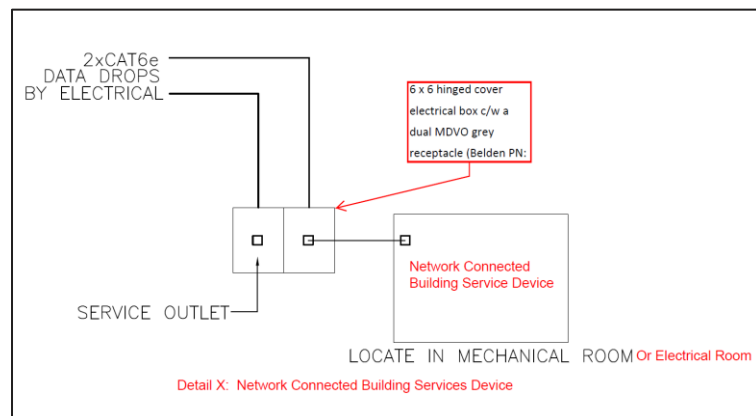 2xCAT6e
DATA DROPS
BY ELECTRICAL
6 x 6 hinged cover
electrical box c/w a
dual MDVO grey
receptacle (Belden PN:
Network Connected
Building Service Device
SERVICE OUTLET
LOCATE IN MECHANICAL ROOM Or Electrical Room
Detail X: Network Connected Building Services Device